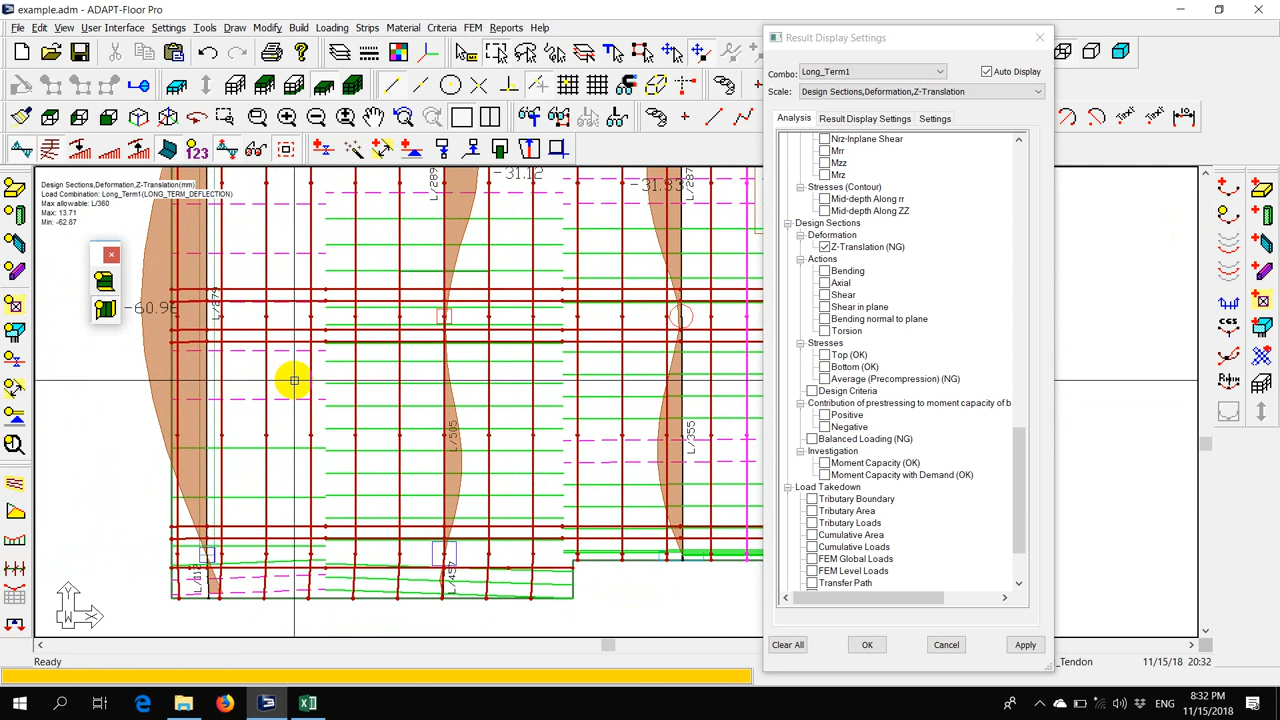 example.adm - ADAPT-Floor Pro
File Edit View User Interface Settings Tools Draw Modify Build Loading Strips Material Criteria FEM Reports Help
Result Display Settings
Combo: Long_Term1 Auto Display
Scale: Design Sections,Deformation,Z-Translation
Analysis Result Display Settings Settings
Nrz-Inplane Shear
Mrr
Mzz
Mrz
Stresses (Contour)
Mid-depth Along rr
Mid-depth Along ZZ
Design Sections
Deformation
Z-Translation (NG)
Actions
Bending
Axial
Shear
Shear in plane
Bending normal to plane
Torsion
Stresses
Top (OK)
Bottom (OK)
Average (Precompression) (NG)
Design Criteria
Contribution of prestressing to moment capacity of b
Positive
Negative
Balanced Loading (NG)
Investigation
Moment Capacity (OK)
Moment Capacity with Demand (OK)
Load Takedown
Tributary Boundary
Tributary Area
Tributary Loads
Cumulative Area
Cumulative Loads
FEM Global Loads
FEM Level Loads
Transfer Path
Clear All OK Cancel Apply
Design Sections,Deformation,Z-Translation(mm)
Load Combination: Long_Term1(LONG_TERM_DEFLECTION)
Max allowable: L/360
Max: 13.71
Min: -62.87
-31.12
-31.83
L/289
L/287
-60.96
L/879
L/505
L/355
L/457
Y
W X
Ready
_Tendon 11/15/18 20:32
ENG
8:32 PM
11/15/2018